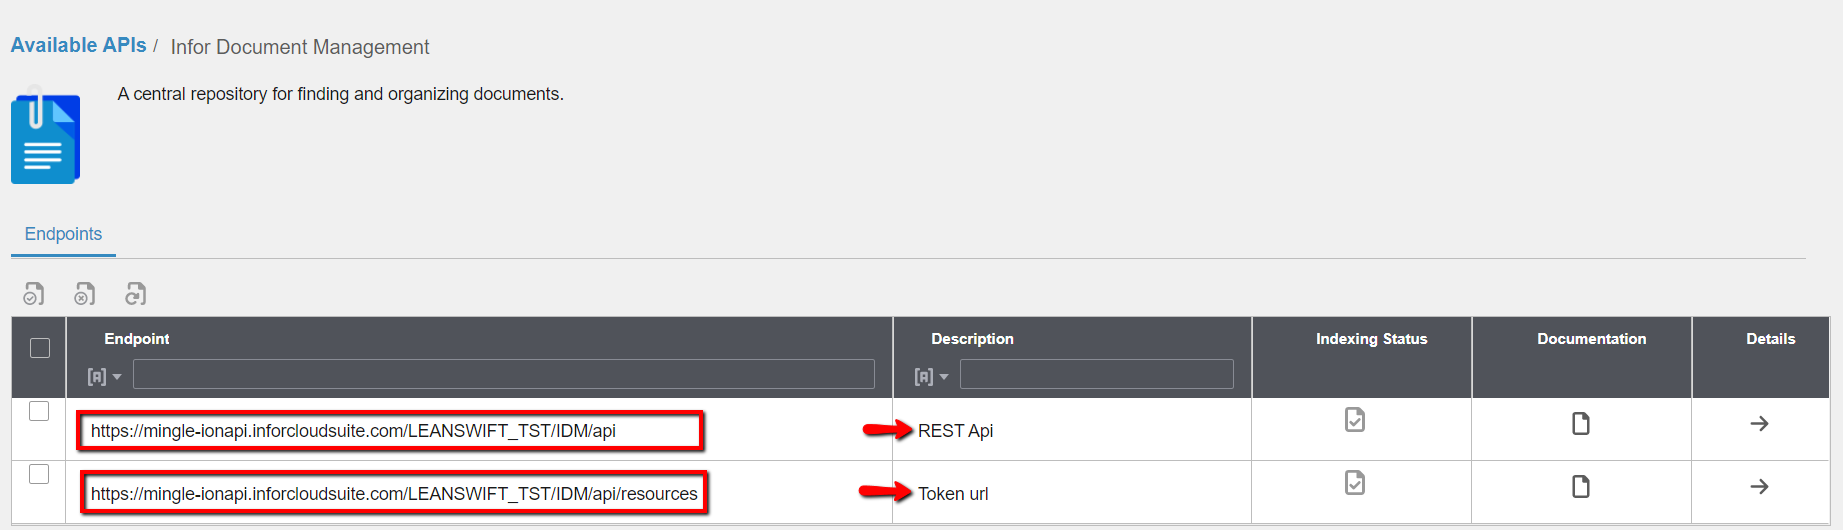 Available APIs / Infor Document Management
A central repository for finding and organizing documents.
Endpoints
Endpoint Description Indexing Status Documentation Details
[A] [A]
https://mingle-ionapi.inforcloudsuite.com/LEANSWIFT_TST/IDM/api REST Api
https://mingle-ionapi.inforcloudsuite.com/LEANSWIFT_TST/IDM/api/resources Token url